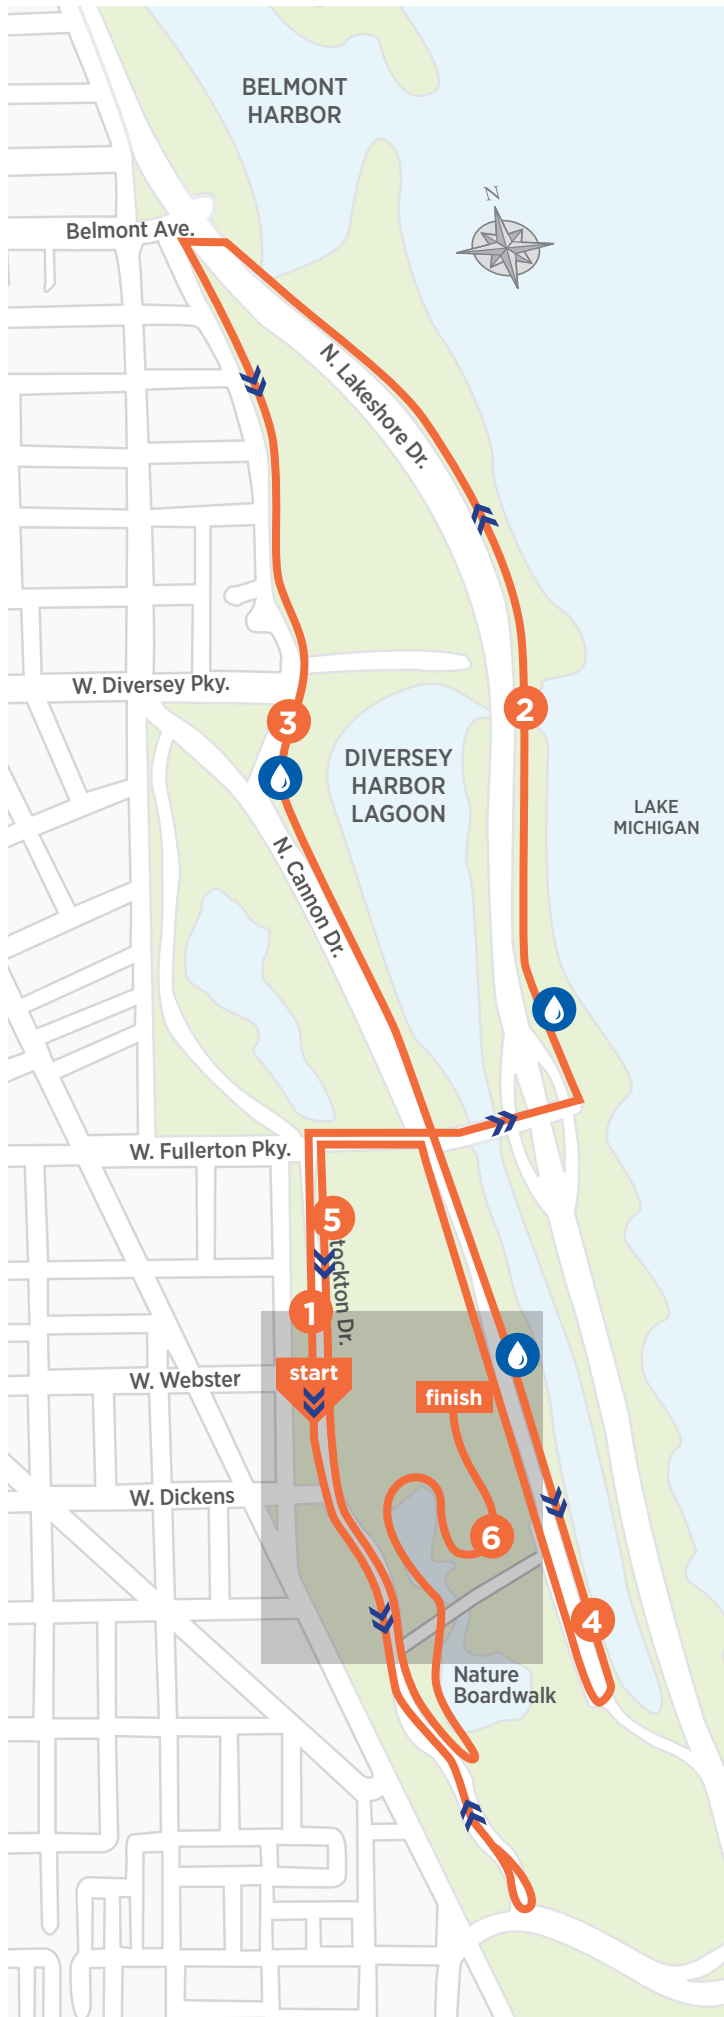 BELMONT
HARBOR
N
Belmont Ave.
N. Lakeshore Dr.
W. Diversey Pky.
2
3
DIVERSEY
HARBOR
LAGOON
LAKE
MICHIGAN
N. Cannon Dr.
W. Fullerton Pky.
5
tockton Dr.
1
W. Webster
start
finish
W. Dickens
6
4
Nature
Boardwalk